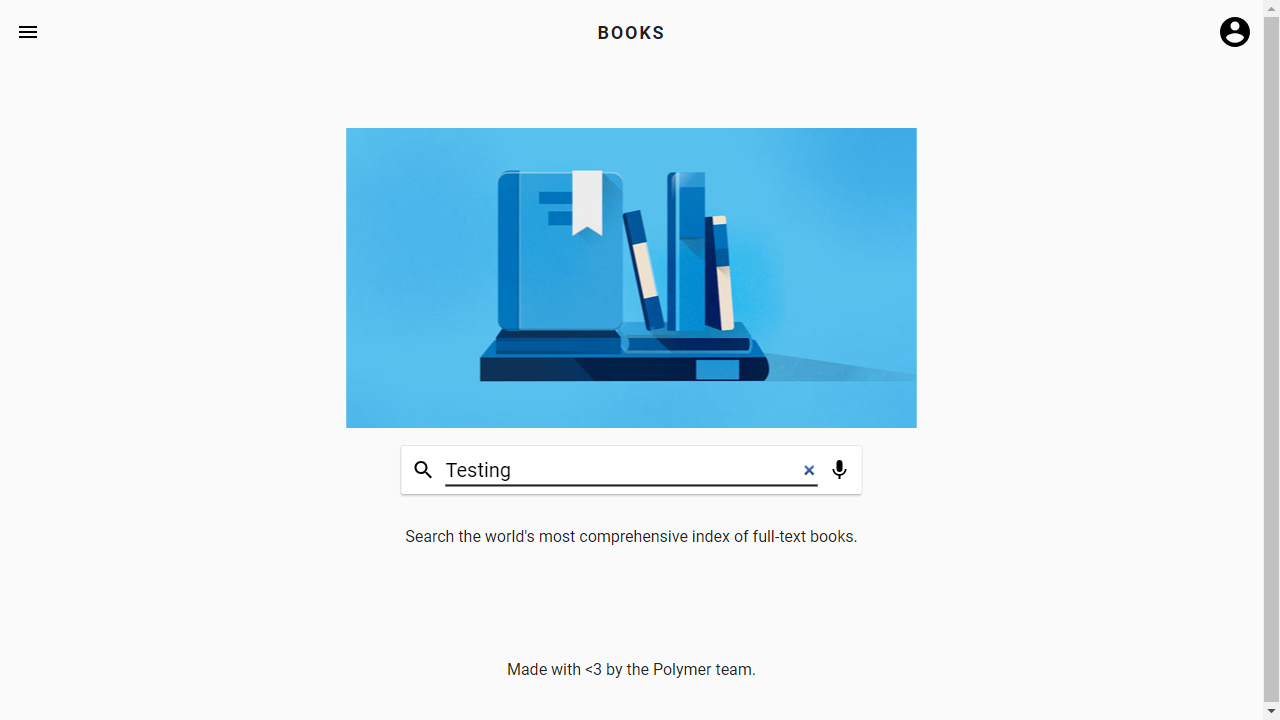 BOOKS
Testing
Search the world's most comprehensive index of full-text books.
Made with <3 by the Polymer team.